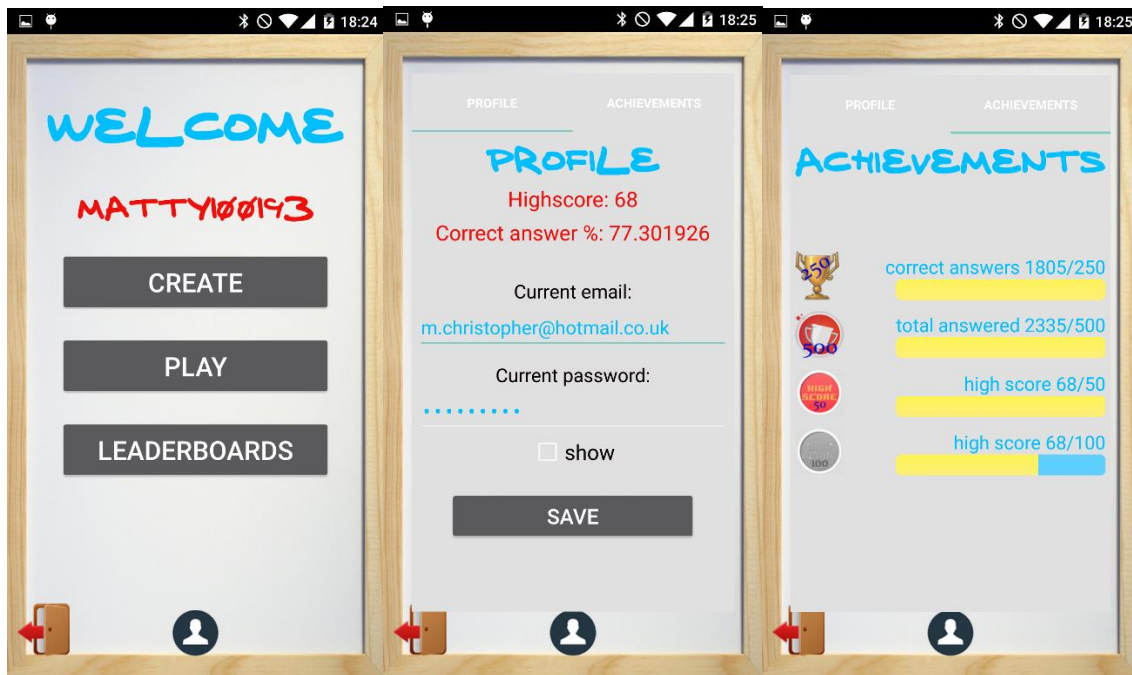 18:24
WELCOME
MATTY100193
CREATE
PLAY
LEADERBOARDS
18:25
PROFILE ACHIEVEMENTS
PROFILE
Highscore: 68
Correct answer %: 77.301926
Current email:
m.christopher@hotmail.co.uk
Current password:
show
SAVE
18:25
PROFILE ACHIEVEMENTS
ACHIEVEMENTS
250
correct answers 1805/250
total answered 2335/500
500
high score 68/50
HIGH
SCORE
50
high score 68/100
100